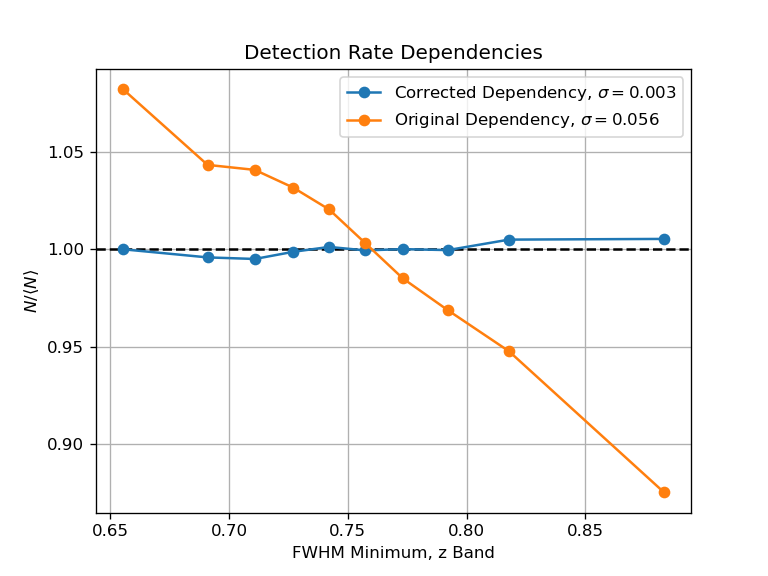 Detection Rate Dependencies
Corrected Dependency, σ = 0.003
Original Dependency, σ = 0.056
1.05
1.00
0.95
0.90
N/⟨N⟩
0.65 0.70 0.75 0.80 0.85
FWHM Minimum, z Band